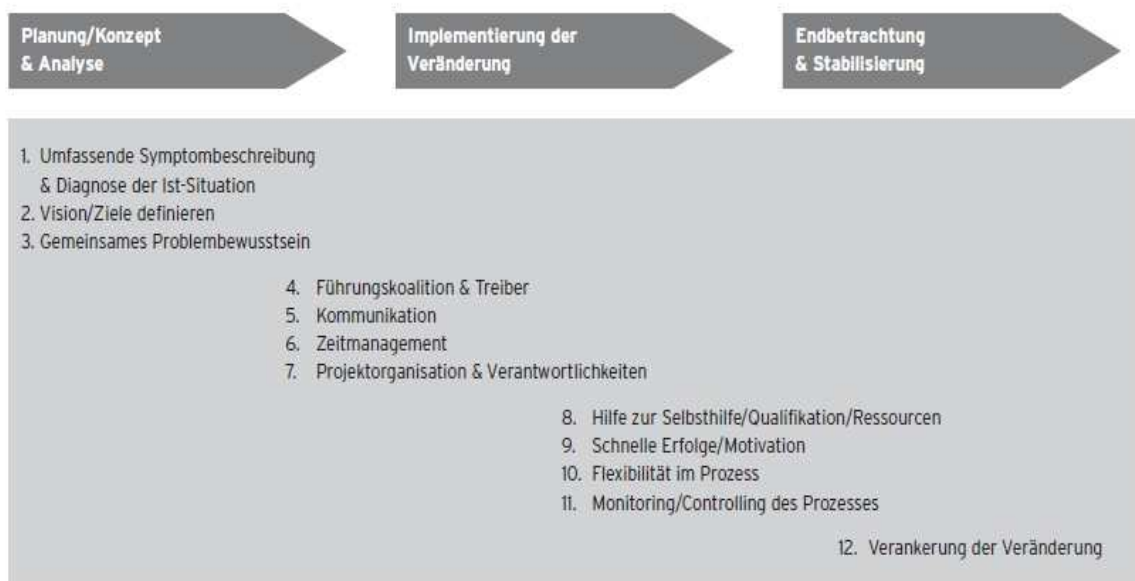 Planung/Konzept
& Analyse
Implementierung der
Veränderung
Endbetrachtung
& Stabilisierung
1. Umfassende Symptombeschreibung
& Diagnose der Ist-Situation
2. Vision/Ziele definieren
3. Gemeinsames Problembewusstsein
4. Führungskoalition & Treiber
5. Kommunikation
6. Zeitmanagement
7. Projektorganisation & Verantwortlichkeiten
8. Hilfe zur Selbsthilfe/Qualifikation/Ressourcen
9. Schnelle Erfolge/Motivation
10. Flexibilität im Prozess
11. Monitoring/Controlling des Prozesses
12. Verankerung der Veränderung